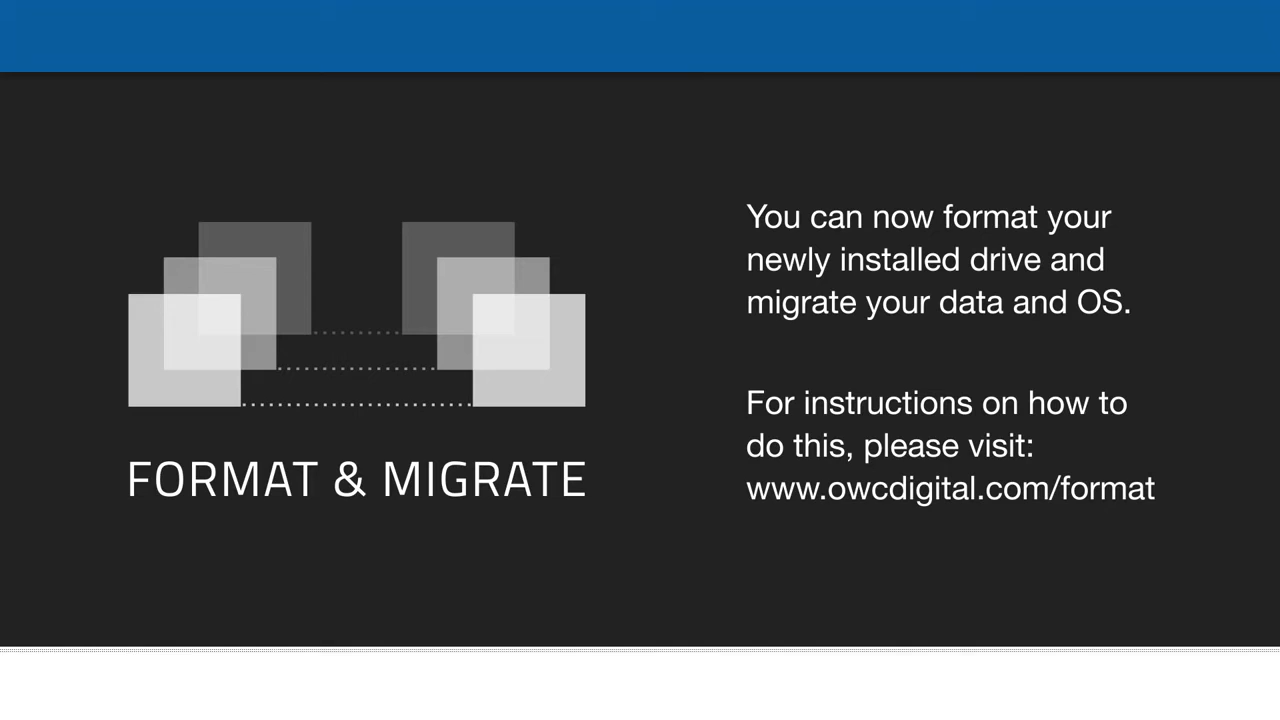 FORMAT & MIGRATE
You can now format your
newly installed drive and
migrate your data and OS.
For instructions on how to
do this, please visit:
www.owcdigital.com/format